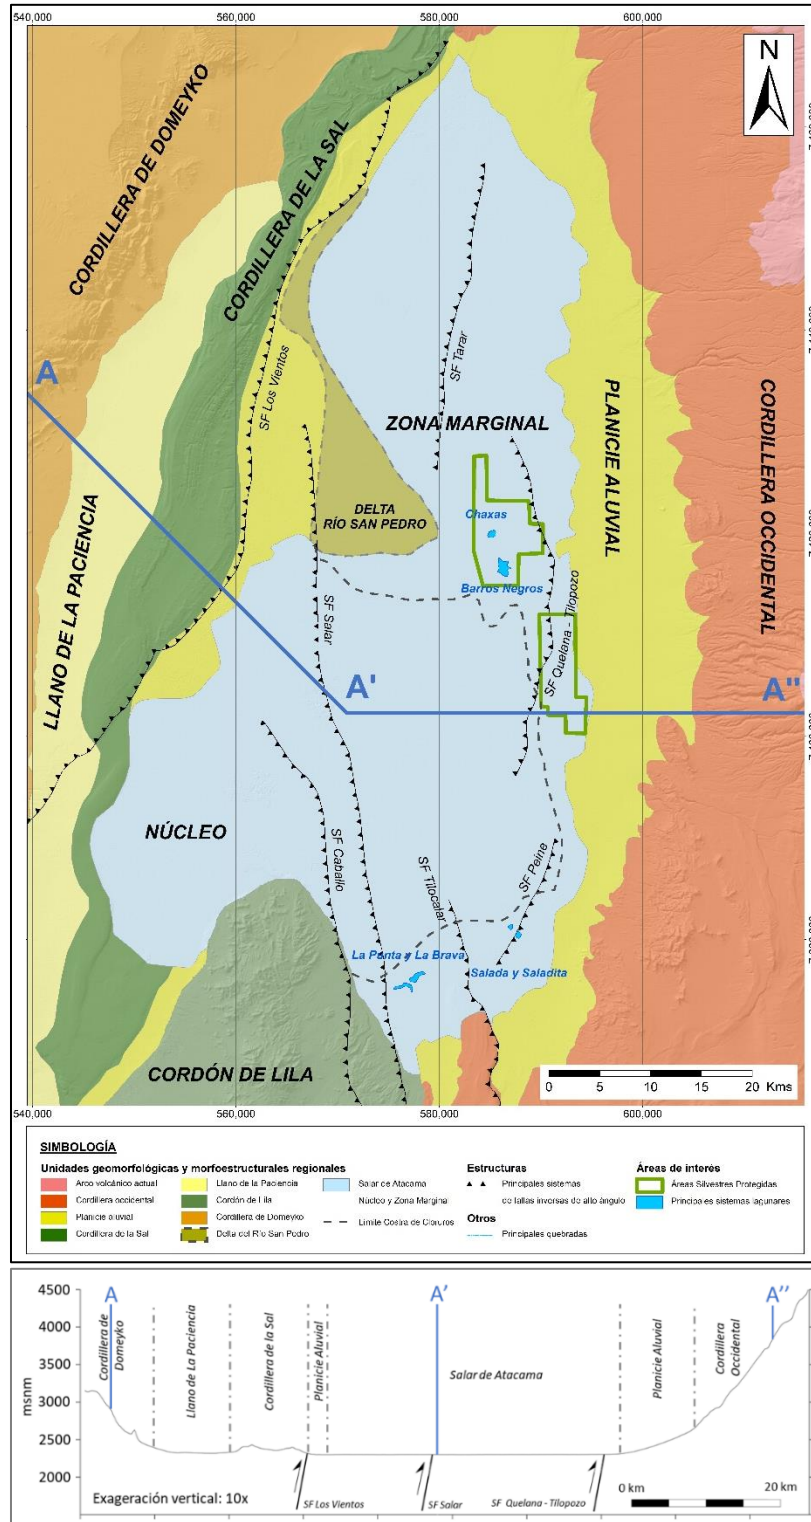 540,000
560,000
580,000
600,000
N
CORDILLERA DE DOMEYKO
CORDILLERA DE LA SAL
SF Tarar
SF Los Vientos
A
ZONA MARGINAL
PLANICIE ALUVIAL
CORDILLERA OCCIDENTAL
LLANO DE LA PACIENCIA
DELTA
RÍO SAN PEDRO
Chaxas
Barros Negros
SF Quelana - Tilopozo
SF Salar
A'
A"
NÚCLEO
SF Caballo
SF Tilocalar
SF Peine
La Punta y La Brava
Salada y Saladita
CORDÓN DE LILA
0 5 10 15 20 Kms
540,000
560,000
580,000
600,000
SIMBOLOGÍA
Unidades geomorfológicas y morfoestructurales regionales
Arco volcánico actual
Cordillera occidental
Planicie aluvial
Cordillera de la Sal
Llano de la Paciencia
Cordón de Lila
Cordillera de Domeyko
Delta del Río San Pedro
Salar de Atacama
Núcleo y Zona Marginal
Límite Costra de Cloruros
Estructuras
Principales sistemas
de fallas inversas de alto ángulo
Otros
Principales quebradas
Áreas de interés
Áreas Silvestres Protegidas
Principales sistemas lagunares
msnm
4500
4000
3500
3000
2500
2000
A
A'
A''
Cordillera de
Domeyko
Llano de La Paciencia
Cordillera de la Sal
Planicie Aluvial
Salar de Atacama
Planicie Aluvial
Cordillera
Occidental
Exageración vertical: 10x
SF Los Vientos
SF Salar
SF Quelana - Tilopozo
0 km
20 km